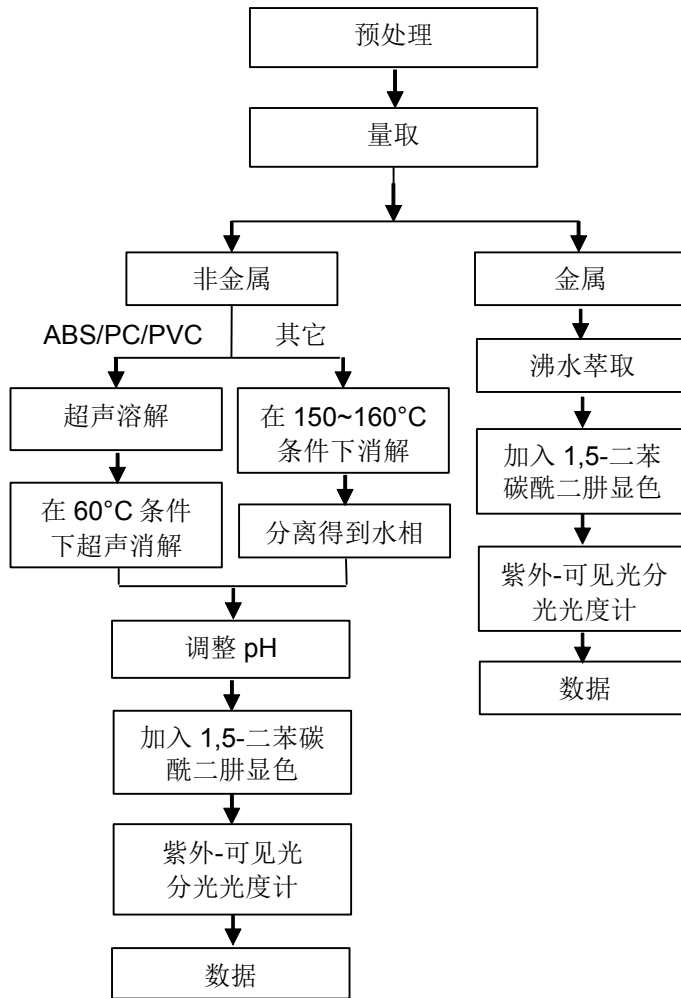 预处理
量取
非金属
金属
ABS/PC/PVC
其它
超声溶解
在 60°C 条件
下超声消解
在 150~160°C
条件下消解
分离得到水相
调整 pH
加入 1,5-二苯碳
酰二肼显色
紫外-可见光
分光光度计
数据
沸水萃取
加入 1,5-二苯
碳酰二肼显色
紫外-可见光分
光光度计
数据